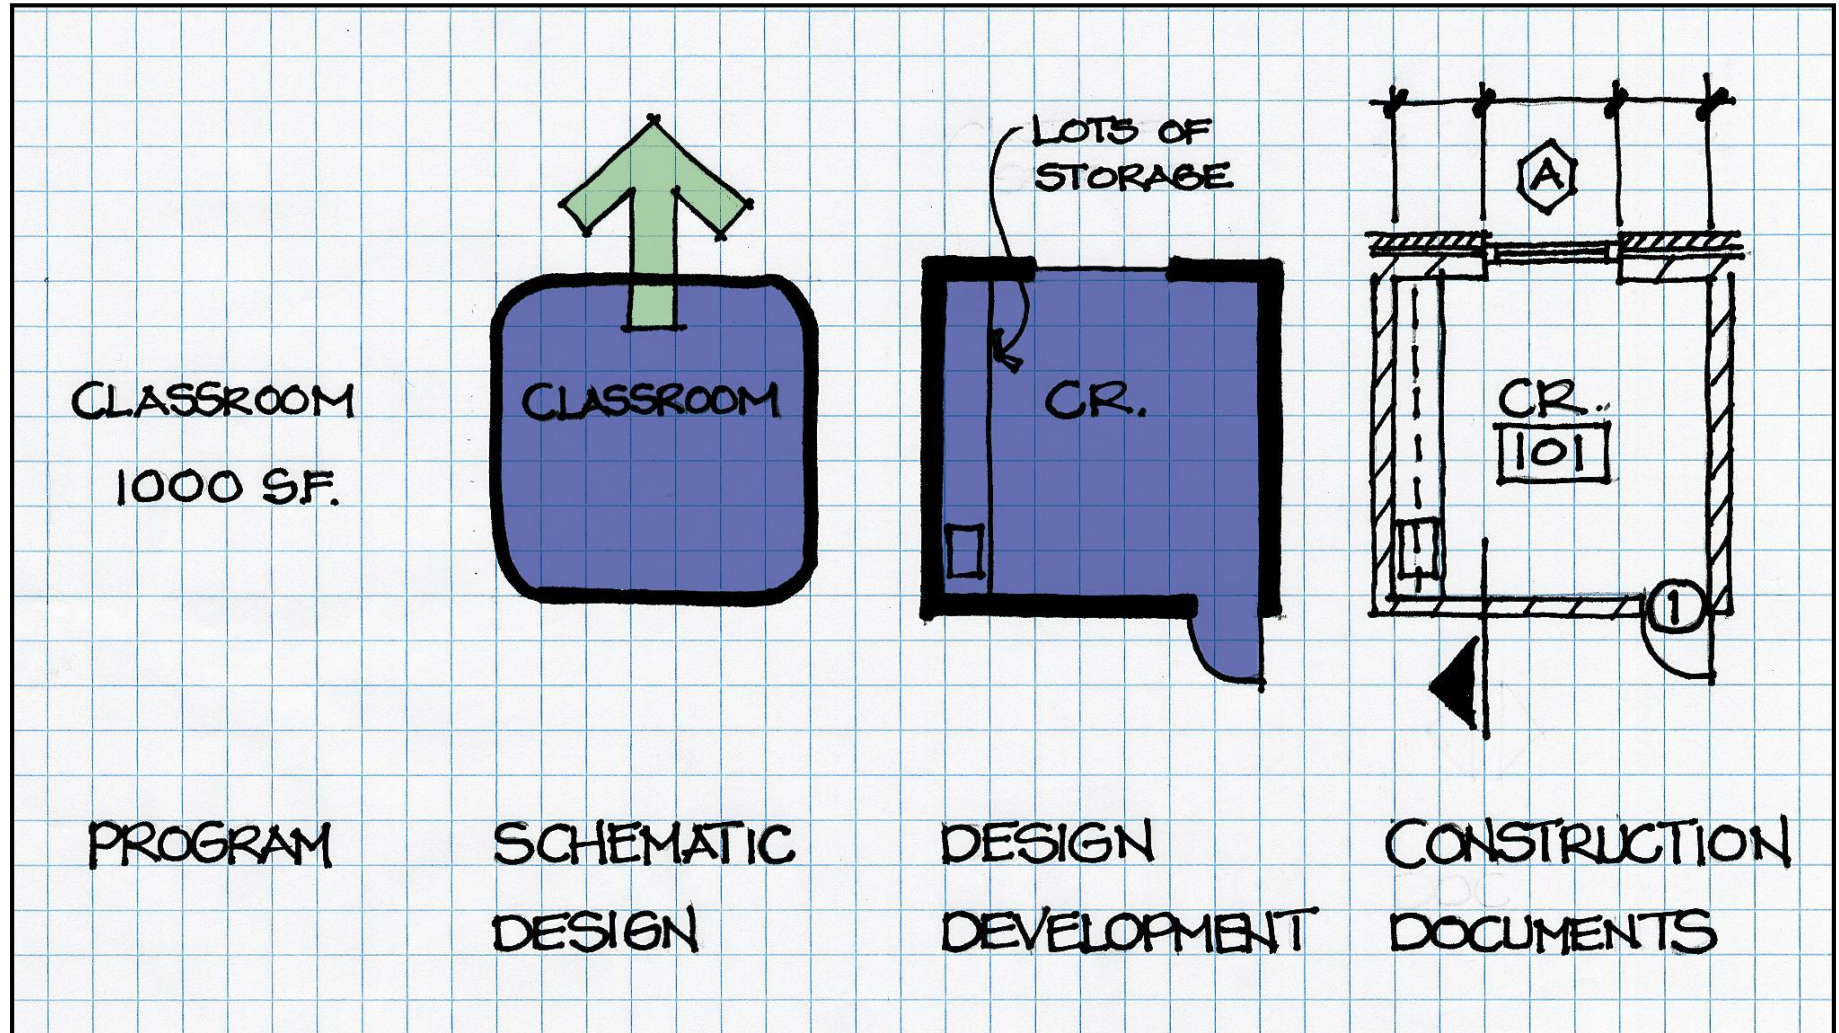 CLASSROOM
1000 S.F.
PROGRAM
CLASSROOM
SCHEMATIC
DESIGN
LOTS OF
STORAGE
CR.
DESIGN
DEVELOPMENT
A
CR.
101
1
CONSTRUCTION
DOCUMENTS